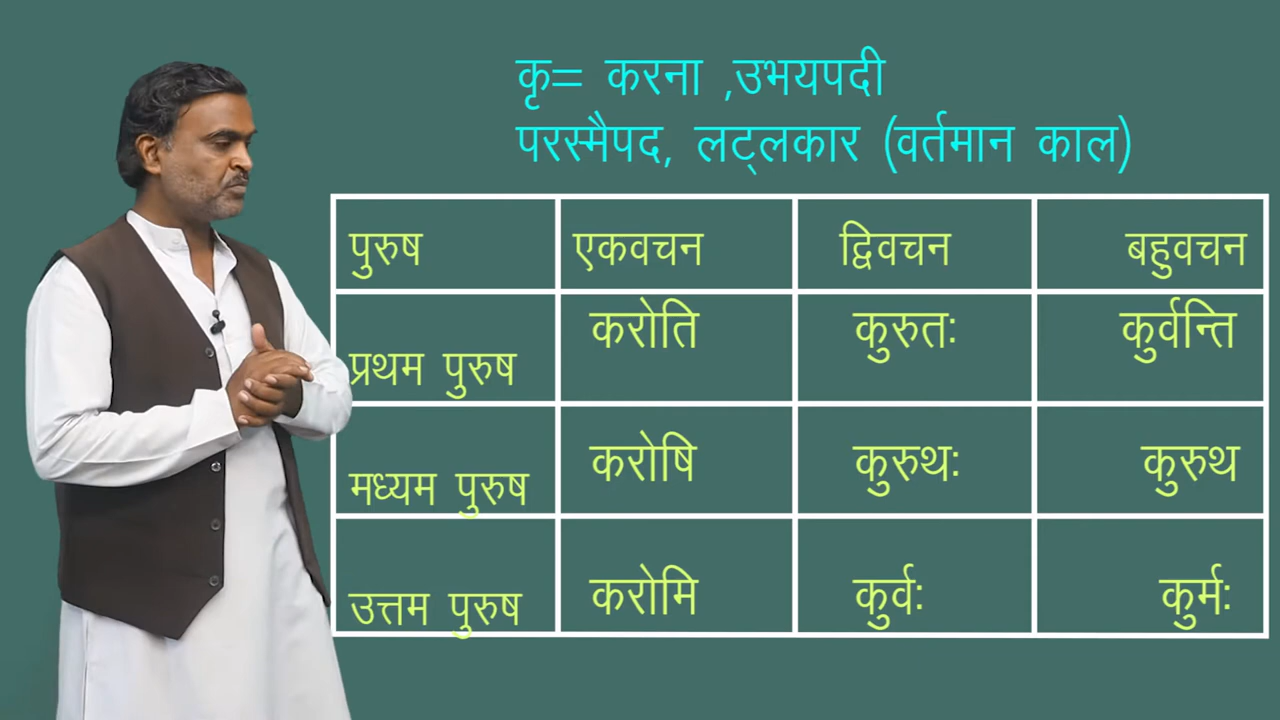 कृ= करना ,उभयपदी
परस्मैपद, लट्लकार (वर्तमान काल)
पुरुष एकवचन द्विवचन बहुवचन
प्रथम पुरुष करोति कुरुतः कुर्वन्ति
मध्यम पुरुष करोषि कुरुथः कुरुथ
उत्तम पुरुष करोमि कुर्वः कुर्मः